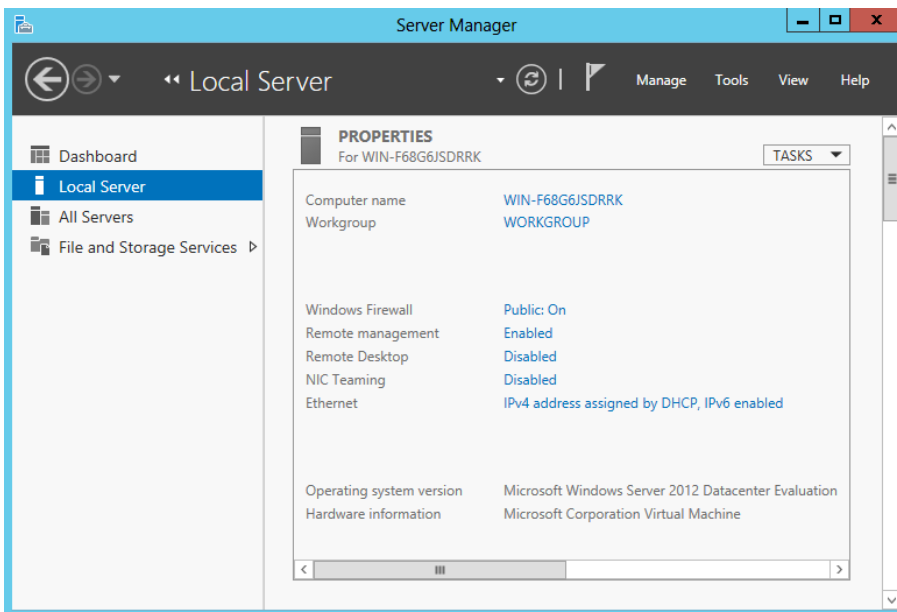 Server Manager
Local Server
Manage Tools View Help
Dashboard
Local Server
All Servers
File and Storage Services
PROPERTIES
For WIN-F68G6JSDRRK
TASKS
Computer name WIN-F68G6JSDRRK
Workgroup WORKGROUP
Windows Firewall Public: On
Remote management Enabled
Remote Desktop Disabled
NIC Teaming Disabled
Ethernet IPv4 address assigned by DHCP, IPv6 enabled
Operating system version Microsoft Windows Server 2012 Datacenter Evaluation
Hardware information Microsoft Corporation Virtual Machine